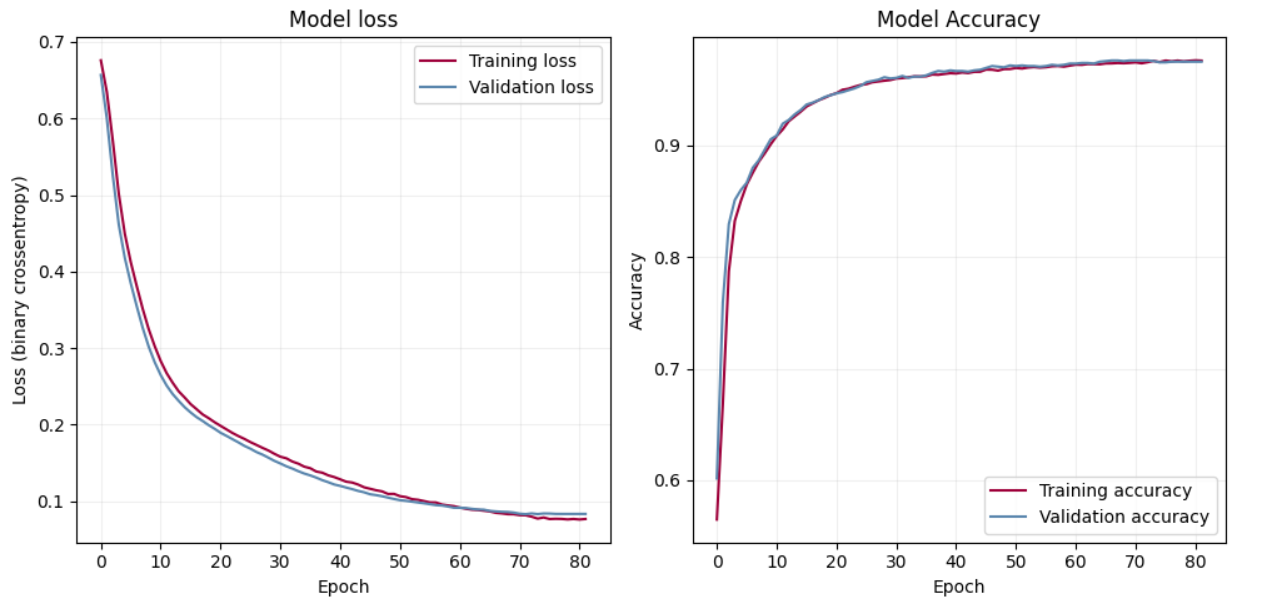 Model loss
0.7
0.6
0.5
0.4
0.3
0.2
0.1
Loss (binary crossentropy)
Training loss
Validation loss
0 10 20 30 40 50 60 70 80
Epoch
Model Accuracy
0.9
0.8
0.7
0.6
Accuracy
Training accuracy
Validation accuracy
0 10 20 30 40 50 60 70 80
Epoch